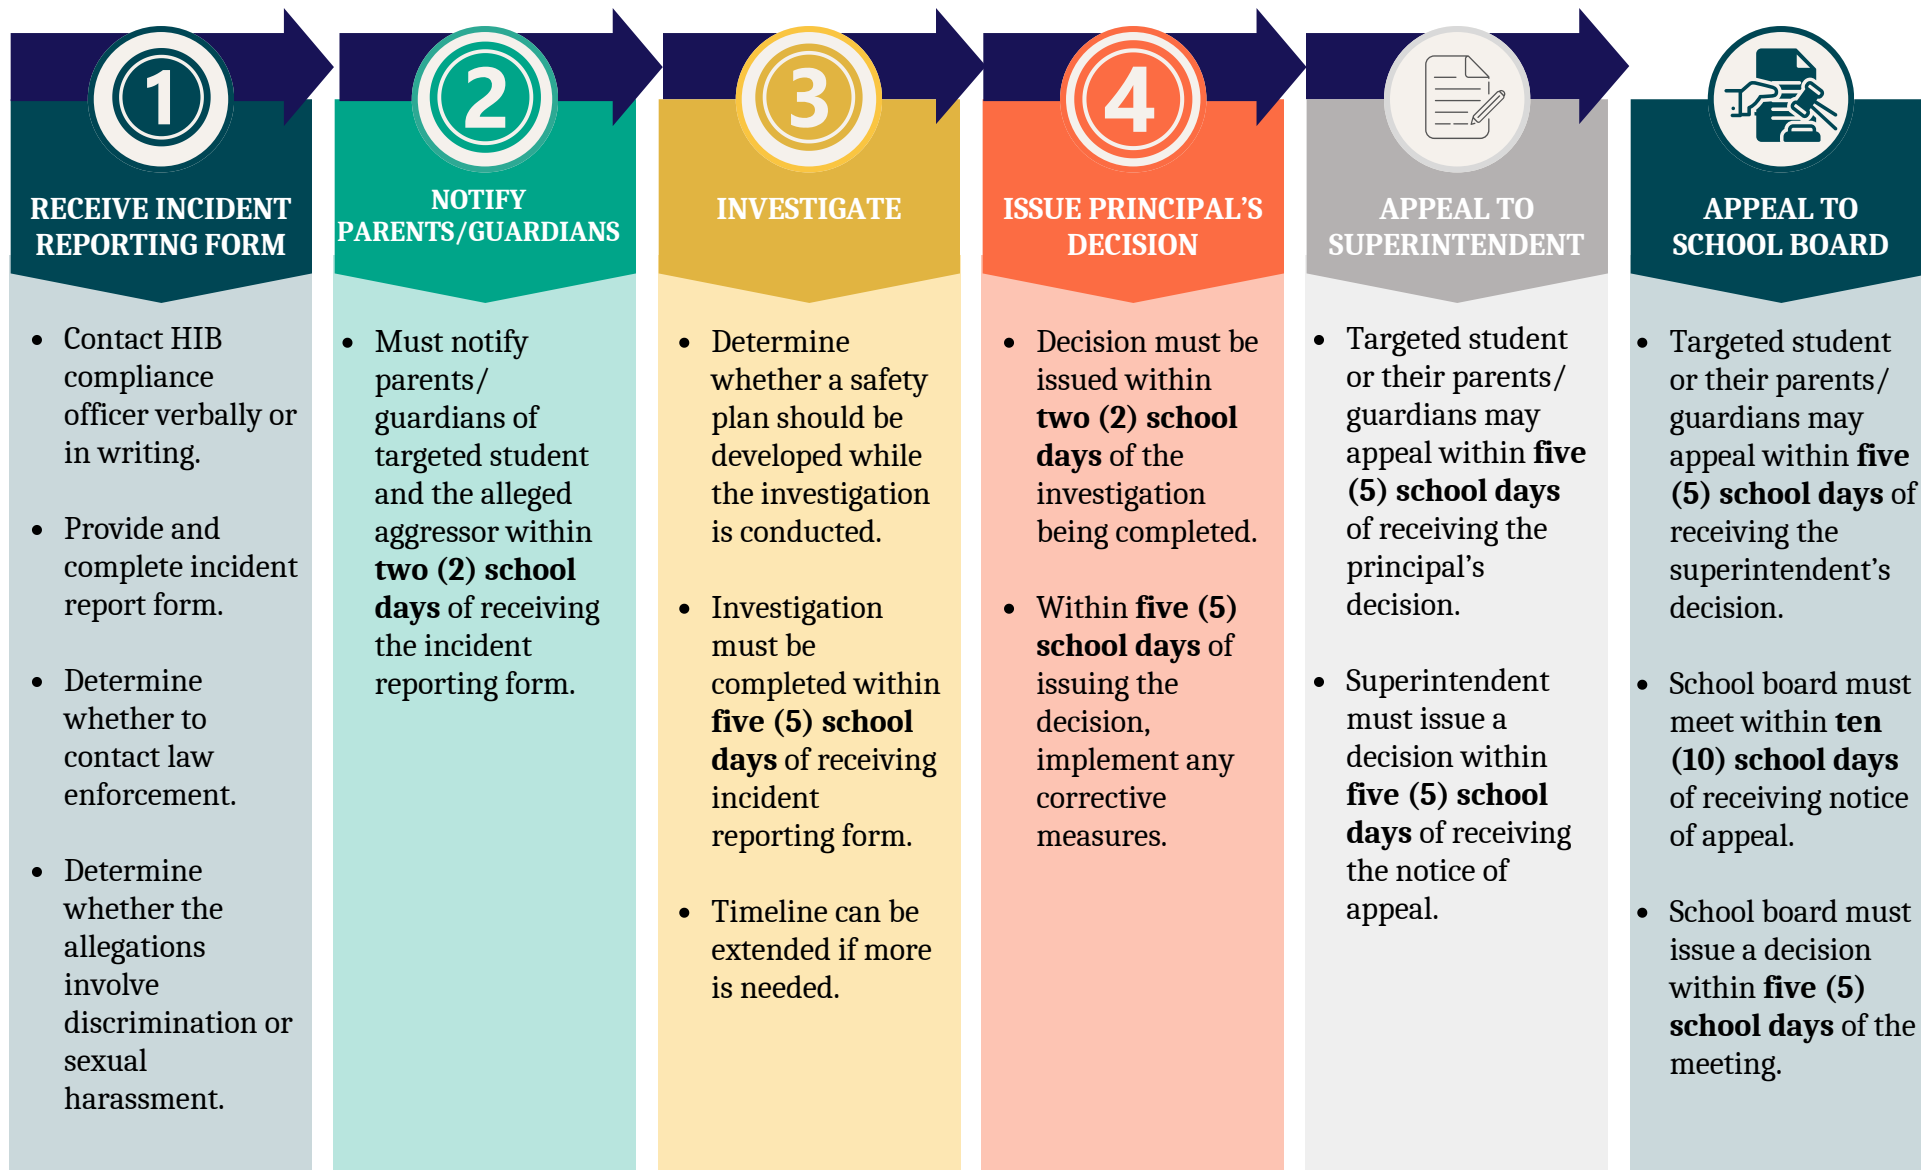 1
RECEIVE INCIDENT
REPORTING FORM
• Contact HIB
compliance
officer verbally or
in writing.
• Provide and
complete incident
report form.
• Determine
whether to
contact law
enforcement.
• Determine
whether the
allegations
involve
discrimination or
sexual
harassment.
2
NOTIFY
PARENTS/GUARDIANS
• Must notify
parents/
guardians of
targeted student
and the alleged
aggressor within
two (2) school
days of receiving
the incident
reporting form.
3
INVESTIGATE
• Determine
whether a safety
plan should be
developed while
the investigation
is conducted.
• Investigation
must be
completed within
five (5) school
days of receiving
incident
reporting form.
• Timeline can be
extended if more
is needed.
4
ISSUE PRINCIPAL’S
DECISION
• Decision must be
issued within
two (2) school
days of the
investigation
being completed.
• Within five (5)
school days of
issuing the
decision,
implement any
corrective
measures.
APPEAL TO
SUPERINTENDENT
• Targeted student
or their parents/
guardians may
appeal within five
(5) school days
of receiving the
principal’s
decision.
• Superintendent
must issue a
decision within
five (5) school
days of receiving
the notice of
appeal.
APPEAL TO
SCHOOL BOARD
• Targeted student
or their parents/
guardians may
appeal within five
(5) school days of
receiving the
superintendent’s
decision.
• School board must
meet within ten
(10) school days
of receiving notice
of appeal.
• School board must
issue a decision
within five (5)
school days of the
meeting.